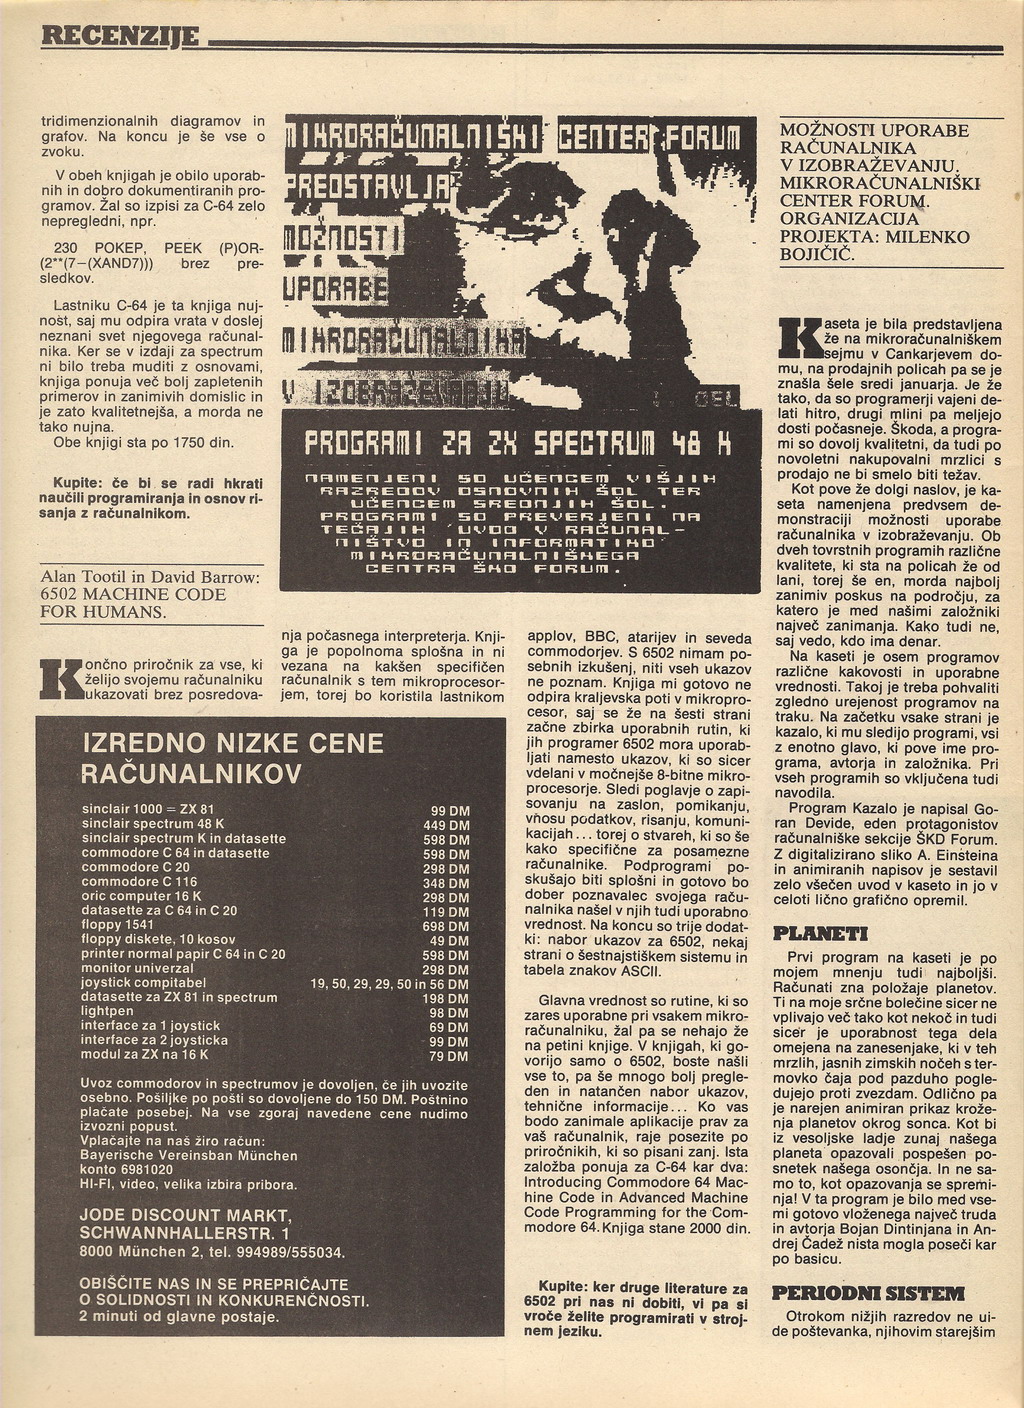 RECENZIJE
tridimenzionalnih diagramov in
grafov. Na koncu je še vse o
zvoku.
V obeh knjigah je obilo uporab-
nih in dobro dokumentiranih pro-
gramov. Žal so izpisi za C-64 zelo
nepregledni, npr.
230 POKEP, PEEK (P)OR-
(2**(7–(XAND7))) brez pre-
sledkov.
Lastniku C-64 je ta knjiga nuj-
nost, saj mu odpira vrata v doslej
neznani svet njegovega računal-
nika. Ker se v izdaji za spectrum
ni bilo treba muditi z osnovami,
knjiga ponuja več bolj zapletenih
primerov in zanimivih domislic in
je zato kvalitetnejša, a morda ne
tako nujna.
Obe knjigi sta po 1750 din.
Kupite: če bi se radi hkrati
naučili programiranja in osnov ri-
sanja z računalnikom.
Alan Tootil in David Barrow:
6502 MACHINE CODE
FOR HUMANS.
Končno priročnik za vse, ki
želijo svojemu računalniku
ukazovati brez posredova-
MIKRORAČUNALNIŠKI CENTER FORUM
PREDSTAVLJA
MOŽNOSTI
UPORABE
MIKRORAČUNALNIKA
V IZOBRAŽEVANJU 1. DEL
PROGRAMI ZA ZX SPECTRUM 48 K
NAMENJENI SO UČENCEM VIŠJIH
RAZREDOV OSNOVNIH ŠOL TER
UČENCEM SREDNJIH ŠOL.
PROGRAMI SO PREVERJENI NA
TEČAJIH 'UVOD V RAČUNAL-
NIŠTVO IN INFORMATIKO'
MIKRORAČUNALNIŠKEGA
CENTRA ŠKD FORUM.
nja počasnega interpreterja. Knji-
ga je popolnoma splošna in ni
vezana na kakšen specifičen
računalnik s tem mikroprocesor-
jem, torej bo koristila lastnikom
IZREDNO NIZKE CENE
RAČUNALNIKOV
sinclair 1000 = ZX 81 99 DM
sinclair spectrum 48 K 449 DM
sinclair spectrum K in datasette 598 DM
commodore C 64 in datasette 598 DM
commodore C 20 298 DM
commodore C 116 348 DM
oric computer 16 K 298 DM
datasette za C 64 in C 20 119 DM
floppy 1541 698 DM
floppy diskete, 10 kosov 49 DM
printer normal papir C 64 in C 20 598 DM
monitor univerzal 298 DM
joystick compitabel 19, 50, 29, 29, 50 in 56 DM
datasette za ZX 81 in spectrum 198 DM
lightpen 98 DM
interface za 1 joystick 69 DM
interface za 2 joysticka 99 DM
modul za ZX na 16 K 79 DM
Uvoz commodorov in spectrumov je dovoljen, če jih uvozite
osebno. Pošiljke po pošti so dovoljene do 150 DM. Poštnino
plačate posebej. Na vse zgoraj navedene cene nudimo
izvozni popust.
Vplačajte na naš žiro račun:
Bayerische Vereinsban München
konto 6981020
HI-FI, video, velika izbira pribora.
JODE DISCOUNT MARKT,
SCHWANNHALLERSTR. 1
8000 München 2, tel. 994989/555034.
OBIŠČITE NAS IN SE PREPRIČAJTE
O SOLIDNOSTI IN KONKURENČNOSTI.
2 minuti od glavne postaje.
applov, BBC, atarijev in seveda
commodorjev. S 6502 nimam po-
sebnih izkušenj, niti vseh ukazov
ne poznam. Knjiga mi gotovo ne
odpira kraljevska poti v mikropro-
cesor, saj se že na šesti strani
začne zbirka uporabnih rutin, ki
jih programer 6502 mora uporab-
ljati namesto ukazov, ki so sicer
vdelani v močnejše 8-bitne mikro-
procesorje. Sledi poglavje o zapi-
sovanju na zaslon, pomikanju,
vnosu podatkov, risanju, komuni-
kacijah... torej o stvareh, ki so še
kako specifične za posamezne
računalnike. Podprogrami po-
skušajo biti splošni in gotovo bo
dober poznavalec svojega raču-
nalnika našel v njih tudi uporabno
vrednost. Na koncu so trije dodat-
ki: nabor ukazov za 6502, nekaj
strani o šestnajstiškem sistemu in
tabela znakov ASCII.
Glavna vrednost so rutine, ki so
zares uporabne pri vsakem mikro-
računalniku, žal pa se nehajo že
na petini knjige. V knjigah, ki go-
vorijo samo o 6502, boste našli
vse to, pa še mnogo bolj pregle-
den in natančen nabor ukazov,
tehnične informacije... Ko vas
bodo zanimale aplikacije prav za
vaš računalnik, raje posezite po
priročnikih, ki so pisani zanj. Ista
založba ponuja za C-64 kar dva:
Introducing Commodore 64 Mac-
hine Code in Advanced Machine
Code Programming for the Com-
modore 64. Knjiga stane 2000 din.
Kupite: ker druge literature za
6502 pri nas ni dobiti, vi pa si
vroče želite programirati v stroj-
nem jeziku.
MOŽNOSTI UPORABE
RAČUNALNIKA
V IZOBRAŽEVANJU.
MIKRORAČUNALNIŠKI
CENTER FORUM.
ORGANIZACIJA
PROJEKTA: MILENKO
BOJIČIČ.
Kaseta je bila predstavljena
že na mikroračunalniškem
sejmu v Cankarjevem do-
mu, na prodajnih policah pa se je
znašla šele sredi januarja. Je že
tako, da so programerji vajeni de-
lati hitro, drugi mlini pa meljejo
dosti počasneje. Škoda, a progra-
mi so dovolj kvalitetni, da tudi po
novoletni nakupovalni mrzlici s
prodajo ne bi smelo biti težav.
Kot pove že dolgi naslov, je ka-
seta namenjena predvsem de-
monstraciji možnosti uporabe
računalnika v izobraževanju. Ob
dveh tovrstnih programih različne
kvalitete, ki sta na policah že od
lani, torej še en, morda najbolj
zanimiv poskus na področju, za
katero je med našimi založniki
največ zanimanja. Kako tudi ne,
saj vedo, kdo ima denar.
Na kaseti je osem programov
različne kakovosti in uporabne
vrednosti. Takoj je treba pohvaliti
zgledno urejenost programov na
traku. Na začetku vsake strani je
kazalo, ki mu sledijo programi, vsi
z enotno glavo, ki pove ime pro-
grama, avtorja in založnika. Pri
vseh programih so vključena tudi
navodila.
Program Kazalo je napisal Go-
ran Devide, eden protagonistov
računalniške sekcije ŠKD Forum.
Z digitalizirano sliko A. Einsteina
in animiranih napisov je sestavil
zelo všečen uvod v kaseto in jo v
celoti lično grafično opremil.
PLANETI
Prvi program na kaseti je po
mojem mnenju tudi najboljši.
Računati zna položaje planetov.
Ti na moje srčne bolečine sicer ne
vplivajo več tako kot nekoč in tudi
sicer je uporabnost tega dela
omejena na zanesenjake, ki v teh
mrzlih, jasnih zimskih nočeh s ter-
movko čaja pod pazduho pogle-
dujejo proti zvezdam. Odlično pa
je narejen animiran prikaz krože-
nja planetov okrog sonca. Kot bi
iz vesoljske ladje zunaj našega
planeta opazovali pospešen po-
snetek našega osončja. In ne sa-
mo to, kot opazovanja se spremi-
nja! V ta program je bilo med vse-
mi gotovo vloženega največ truda
in avtorja Bojan Dintinjana in An-
drej Čadež nista mogla poseči kar
po basicu.
PERIODNI SISTEM
Otrokom nižjih razredov ne ui-
de poštevanka, njihovim starejšim